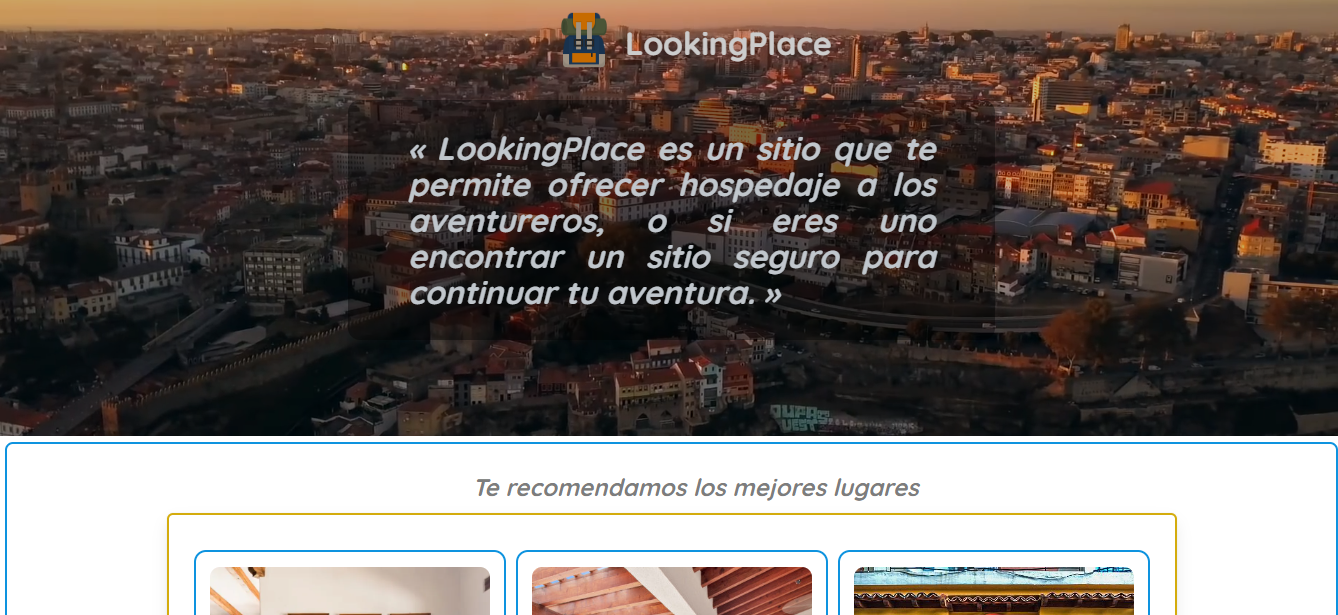 LookingPlace
« LookingPlace es un sitio que te
permite ofrecer hospedaje a los
aventureros, o si eres uno
encontrar un sitio seguro para
continuar tu aventura. »
Te recomendamos los mejores lugares